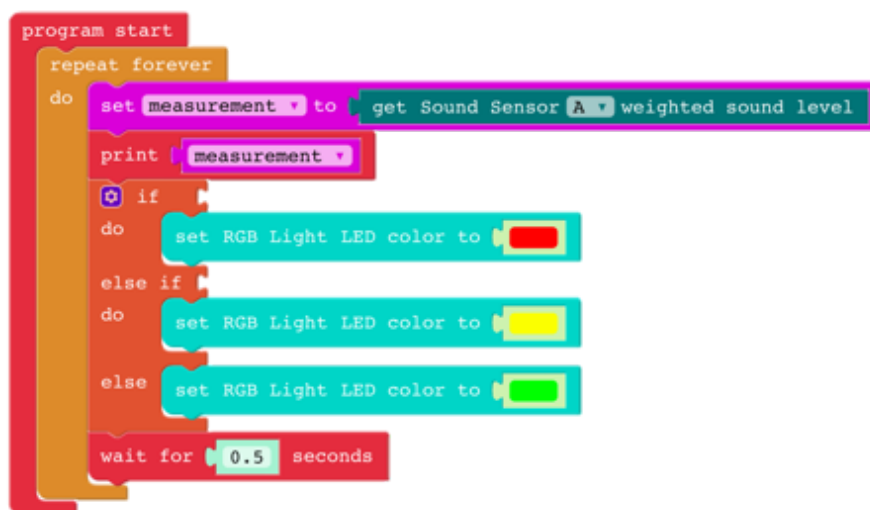 program start
repeat forever
do set measurement to get Sound Sensor A weighted sound level
print measurement
if
do set RGB Light LED color to
else if
do set RGB Light LED color to
else set RGB Light LED color to
wait for 0.5 seconds